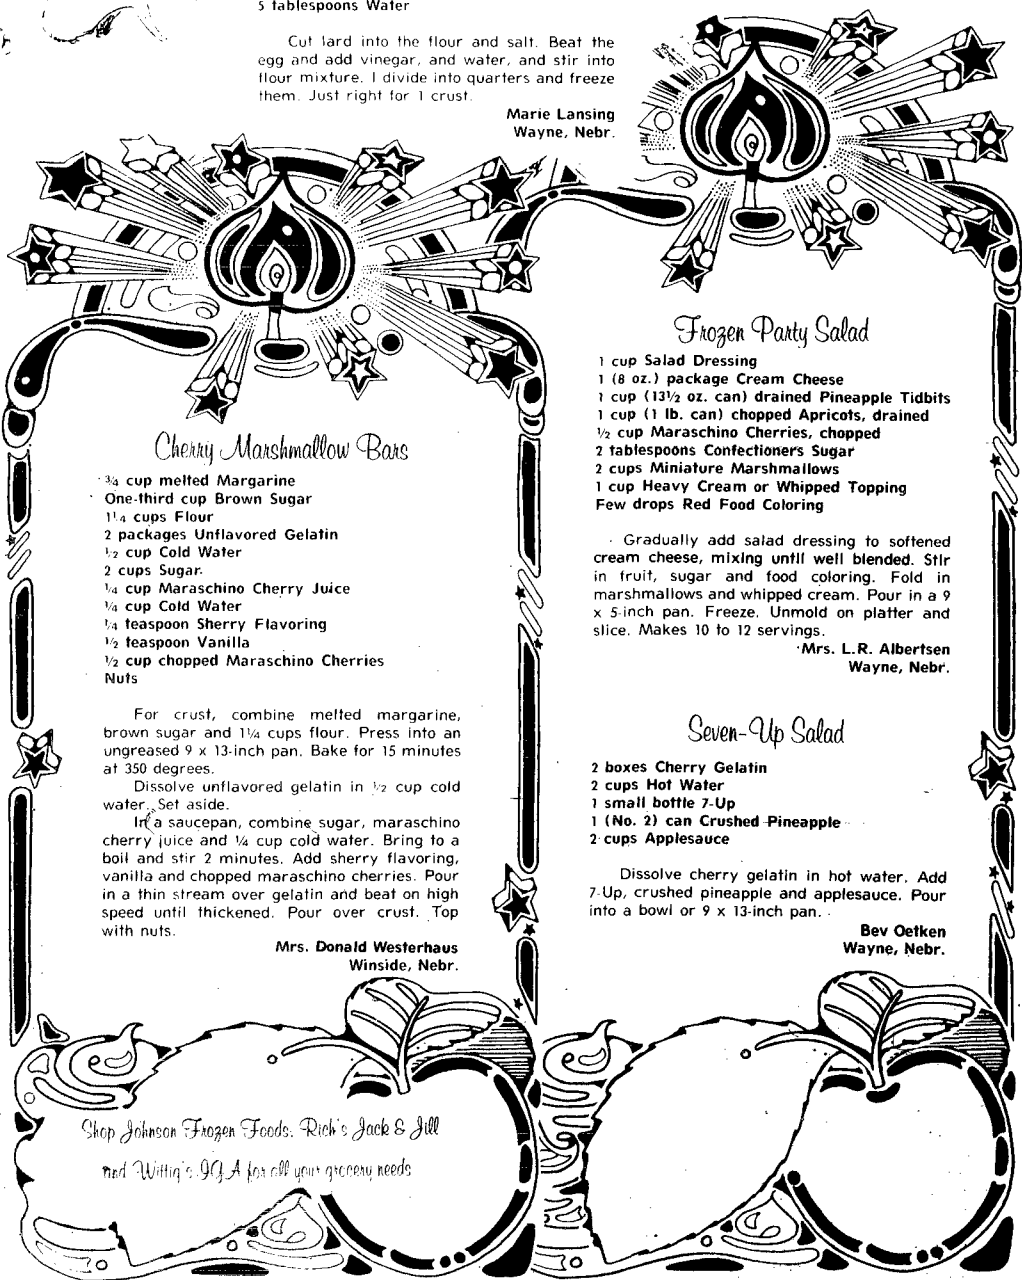 5 tablespoons Water
Cut lard into the flour and salt. Beat the
egg and add vinegar, and water, and stir into
flour mixture. I divide into quarters and freeze
them. Just right for 1 crust.
Marie Lansing
Wayne, Nebr.
Cherry Marshmallow Bars
¾ cup melted Margarine
One-third cup Brown Sugar
1¼ cups Flour
2 packages Unflavored Gelatin
½ cup Cold Water
2 cups Sugar
¼ cup Maraschino Cherry Juice
¼ cup Cold Water
¼ teaspoon Sherry Flavoring
½ teaspoon Vanilla
½ cup chopped Maraschino Cherries
Nuts
For crust, combine melted margarine,
brown sugar and 1¼ cups flour. Press into an
ungreased 9 x 13-inch pan. Bake for 15 minutes
at 350 degrees.
Dissolve unflavored gelatin in ½ cup cold
water. Set aside.
In a saucepan, combine sugar, maraschino
cherry juice and ¼ cup cold water. Bring to a
boil and stir 2 minutes. Add sherry flavoring,
vanilla and chopped maraschino cherries. Pour
in a thin stream over gelatin and beat on high
speed until thickened. Pour over crust. Top
with nuts.
Mrs. Donald Westerhaus
Winside, Nebr.
Shop Johnson Frozen Foods, Rich's Jack & Jill
and Wittig's IGA for all your grocery needs
Frozen Party Salad
1 cup Salad Dressing
1 (8 oz.) package Cream Cheese
1 cup (13½ oz. can) drained Pineapple Tidbits
1 cup (1 lb. can) chopped Apricots, drained
½ cup Maraschino Cherries, chopped
2 tablespoons Confectioners Sugar
2 cups Miniature Marshmallows
1 cup Heavy Cream or Whipped Topping
Few drops Red Food Coloring
Gradually add salad dressing to softened
cream cheese, mixing until well blended. Stir
in fruit, sugar and food coloring. Fold in
marshmallows and whipped cream. Pour in a 9
x 5-inch pan. Freeze. Unmold on platter and
slice. Makes 10 to 12 servings.
Mrs. L.R. Albertsen
Wayne, Nebr.
Seven-Up Salad
2 boxes Cherry Gelatin
2 cups Hot Water
1 small bottle 7-Up
1 (No. 2) can Crushed Pineapple
2 cups Applesauce
Dissolve cherry gelatin in hot water. Add
7-Up, crushed pineapple and applesauce. Pour
into a bowl or 9 x 13-inch pan.
Bev Oetken
Wayne, Nebr.